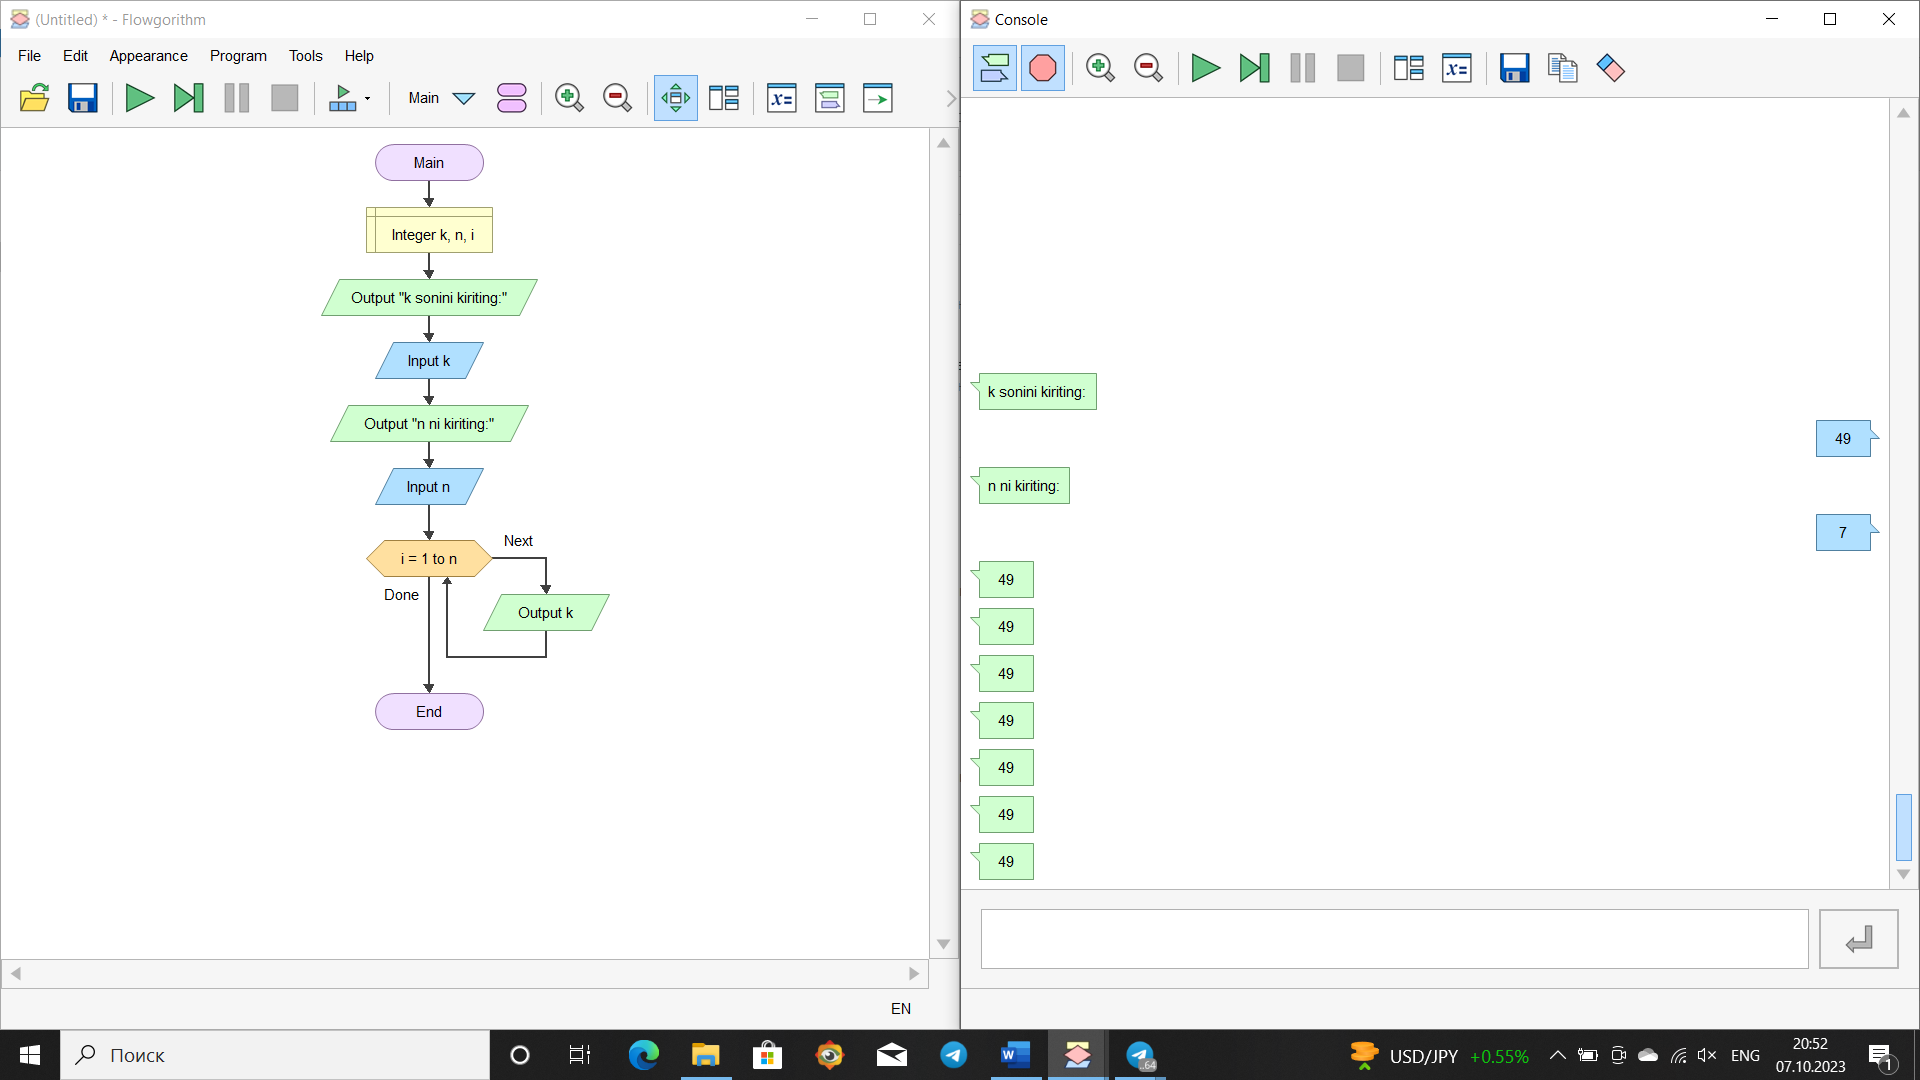 (Untitled) * - Flowgorithm
File Edit Appearance Program Tools Help
Main
Main
Integer k, n, i
Output "k sonini kiriting:"
Input k
Output "n ni kiriting:"
Input n
i = 1 to n
Next
Done
Output k
End
EN
Console
x=
x=
k sonini kiriting:
49
n ni kiriting:
7
49
49
49
49
49
49
49
Поиск
W
64
USD/JPY +0.55%
ENG
20:52
07.10.2023
1